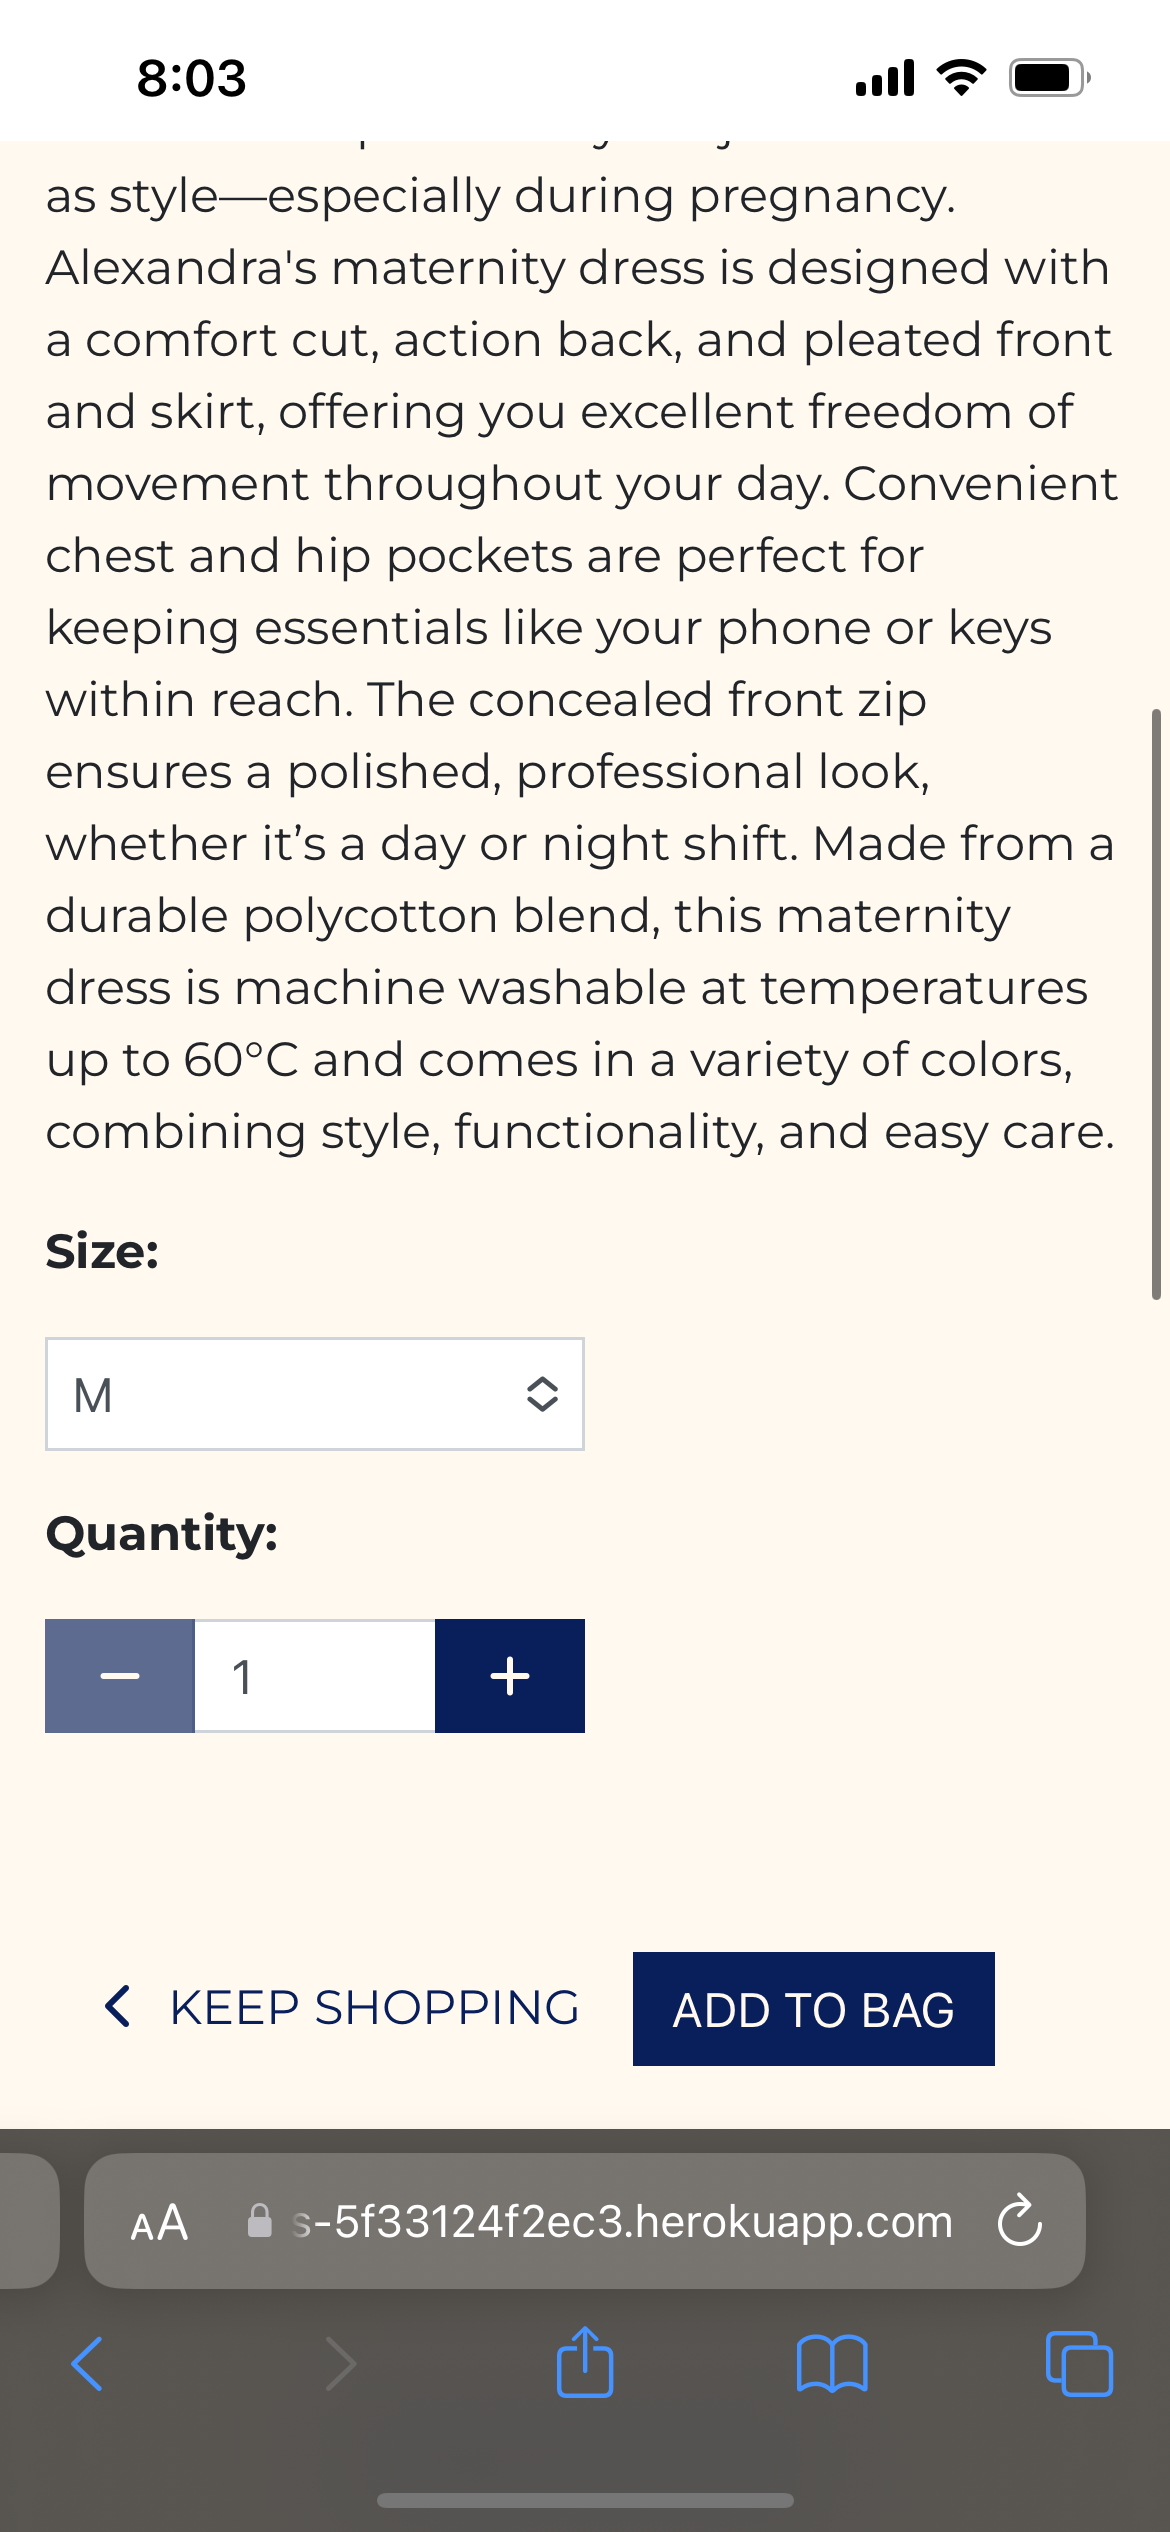 8:03
as style—especially during pregnancy.
Alexandra's maternity dress is designed with
a comfort cut, action back, and pleated front
and skirt, offering you excellent freedom of
movement throughout your day. Convenient
chest and hip pockets are perfect for
keeping essentials like your phone or keys
within reach. The concealed front zip
ensures a polished, professional look,
whether it’s a day or night shift. Made from a
durable polycotton blend, this maternity
dress is machine washable at temperatures
up to 60°C and comes in a variety of colors,
combining style, functionality, and easy care.
Size:
M
Quantity:
1
KEEP SHOPPING
ADD TO BAG
AA
s-5f33124f2ec3.herokuapp.com